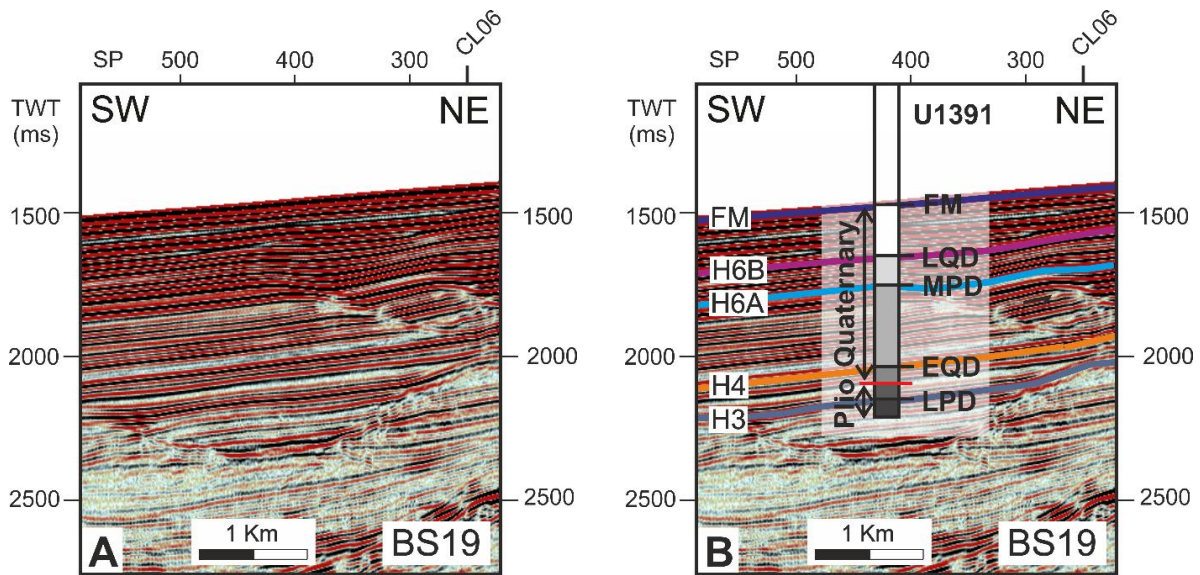 SP 500 400 300 CL06
TWT
(ms)
SW NE
1500 1500
2000 2000
2500 2500
1 Km
A BS19
SP 500 400 300 CL06
TWT
(ms)
SW U1391 NE
1500 1500
FM FM
H6B LQD
H6A MPD
2000 2000
H4 EQD
H3 LPD
Plio Quaternary
2500 2500
1 Km
B BS19